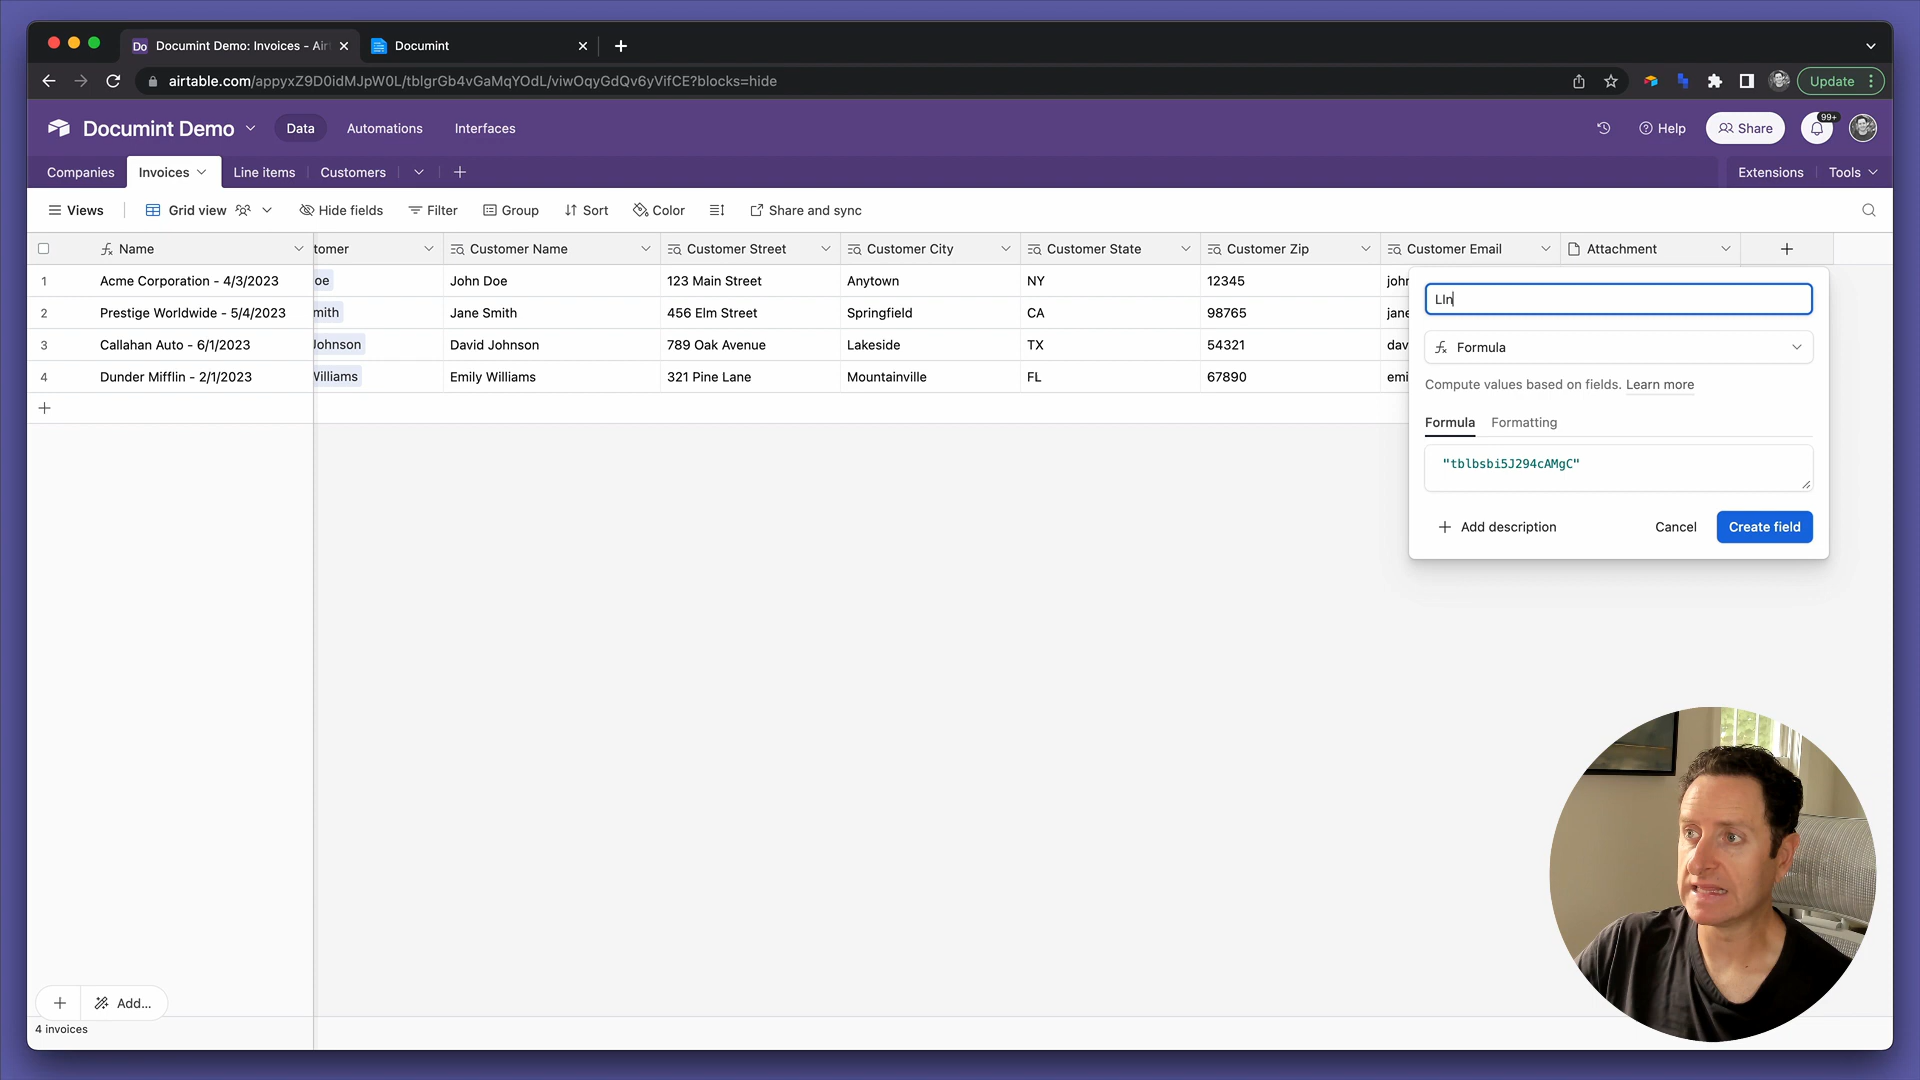 Do Documint Demo: Invoices - Air
Documint
airtable.com/appyxZ9D0idMJpW0L/tblgrGb4vGaMqYOdL/viwOqyGdQv6yVifCE?blocks=hide
Update
Documint Demo
Data
Automations
Interfaces
Help
Share
99+
Companies
Invoices
Line items
Customers
Extensions
Tools
Views
Grid view
Hide fields
Filter
Group
Sort
Color
Share and sync
Name
tomer
Customer Name
Customer Street
Customer City
Customer State
Customer Zip
Customer Email
Attachment
1 Acme Corporation - 4/3/2023 oe John Doe 123 Main Street Anytown NY 12345 john
2 Prestige Worldwide - 5/4/2023 mith Jane Smith 456 Elm Street Springfield CA 98765 jane
3 Callahan Auto - 6/1/2023 Johnson David Johnson 789 Oak Avenue Lakeside TX 54321 dav
4 Dunder Mifflin - 2/1/2023 Williams Emily Williams 321 Pine Lane Mountainville FL 67890 emi
LIn
Formula
Compute values based on fields. Learn more
Formula
Formatting
"tblbsbi5J294cAMgC"
Add description
Cancel
Create field
Add...
4 invoices